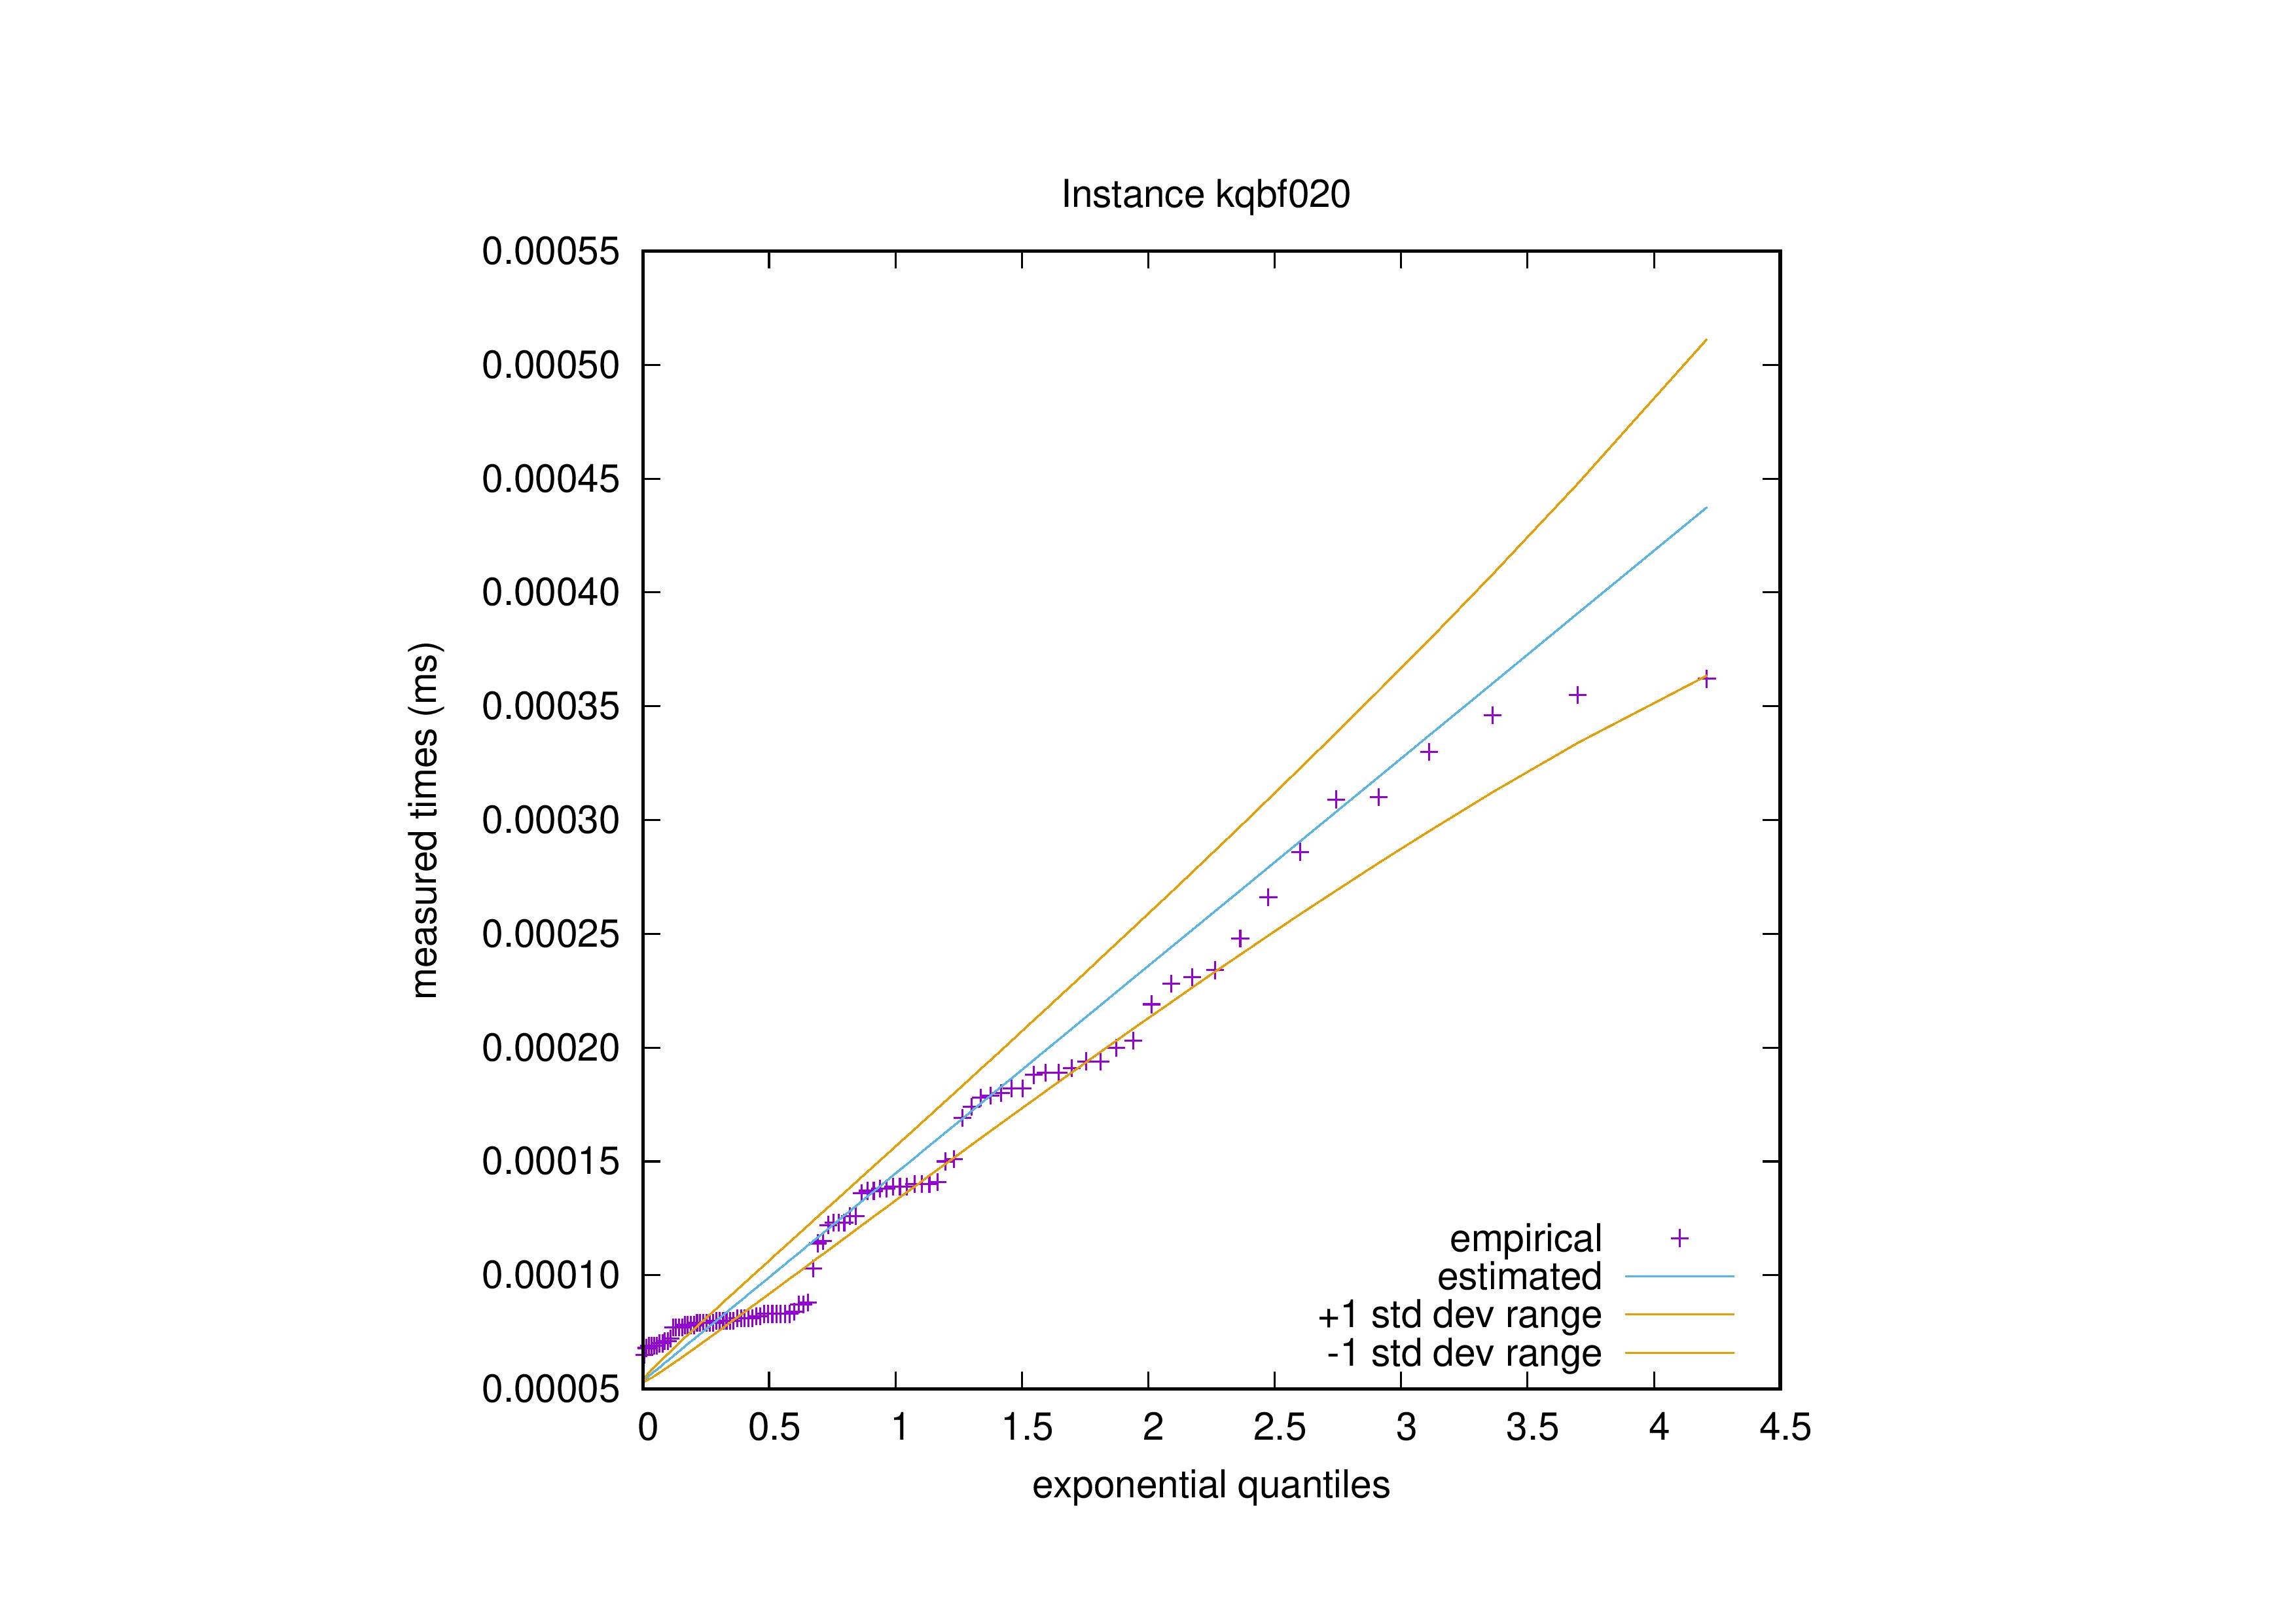 Instance kqbf020
0.00055
0.00050
0.00045
0.00040
0.00035
0.00030
0.00025
0.00020
0.00015
0.00010
0.00005
measured times (ms)
empirical
estimated
+1 std dev range
-1 std dev range
0 0.5 1 1.5 2 2.5 3 3.5 4 4.5
exponential quantiles